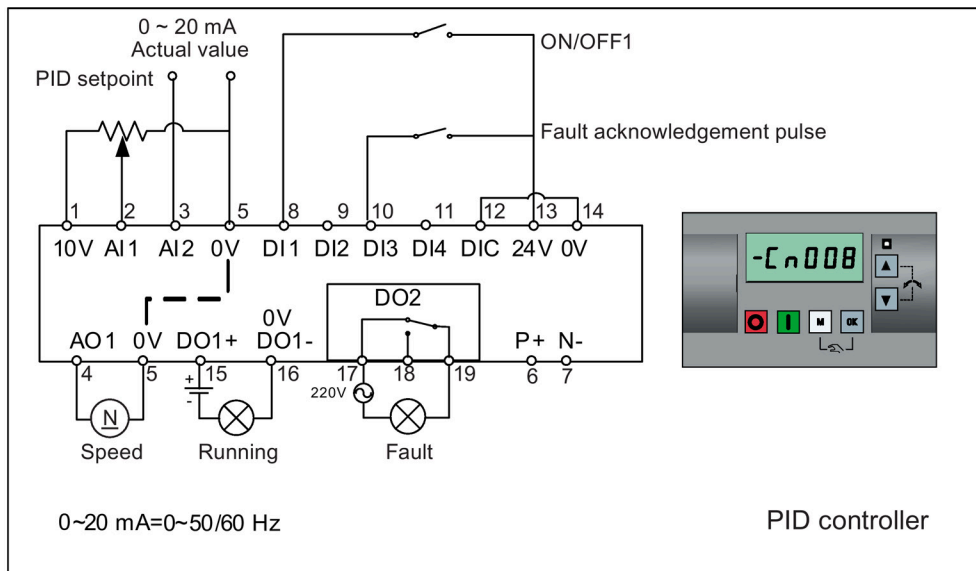 0 ~ 20 mA
Actual value
PID setpoint
ON/OFF1
Fault acknowledgement pulse
1 2 3 5 8 9 10 11 12 13 14
10V AI1 AI2 0V DI1 DI2 DI3 DI4 DIC 24V 0V
-Cn008
M OK
DO2
0V
AO1 0V DO1+ DO1- P+ N-
4 5 15 16 17 18 19 6 7
+
-
220V
N
Speed Running Fault
0~20 mA=0~50/60 Hz
PID controller